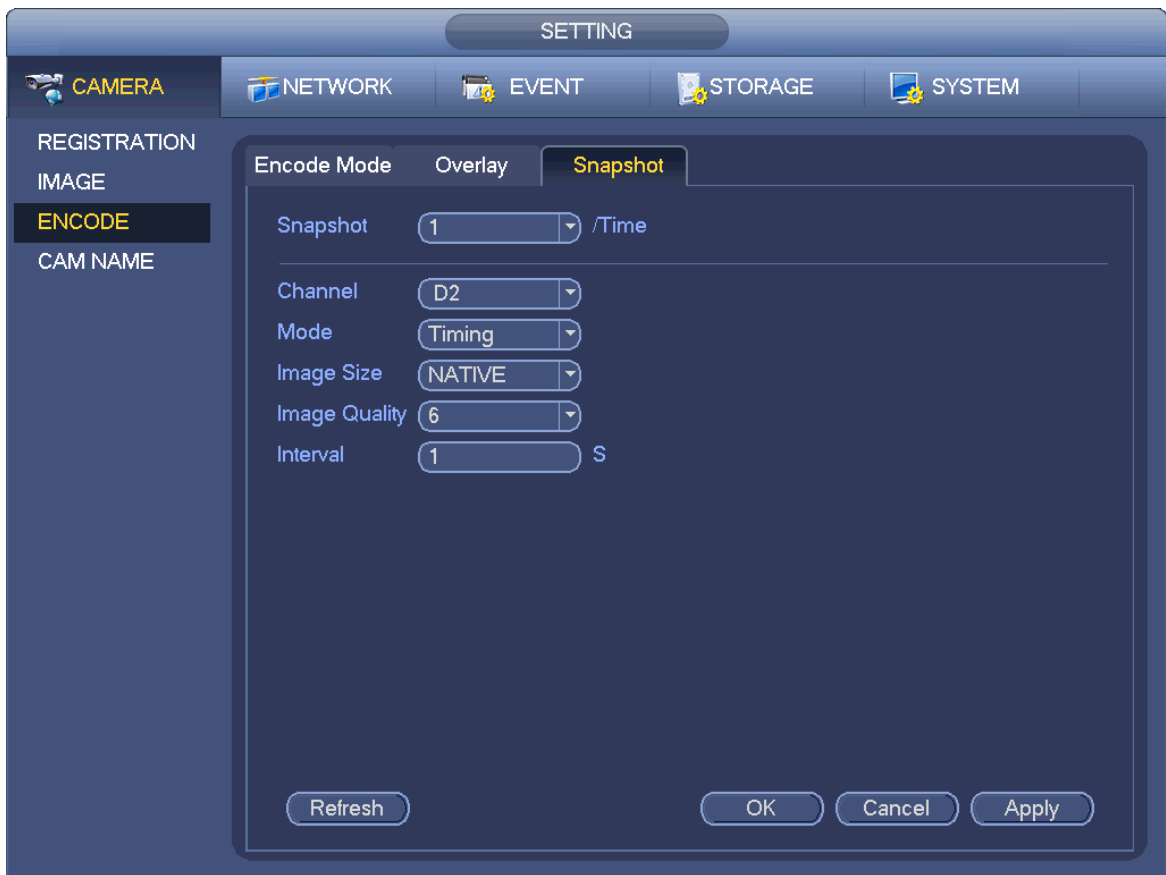 SETTING
CAMERA NETWORK EVENT STORAGE SYSTEM
REGISTRATION
IMAGE
ENCODE
CAM NAME
Encode Mode Overlay Snapshot
Snapshot 1 /Time
Channel D2
Mode Timing
Image Size NATIVE
Image Quality 6
Interval 1 S
Refresh OK Cancel Apply